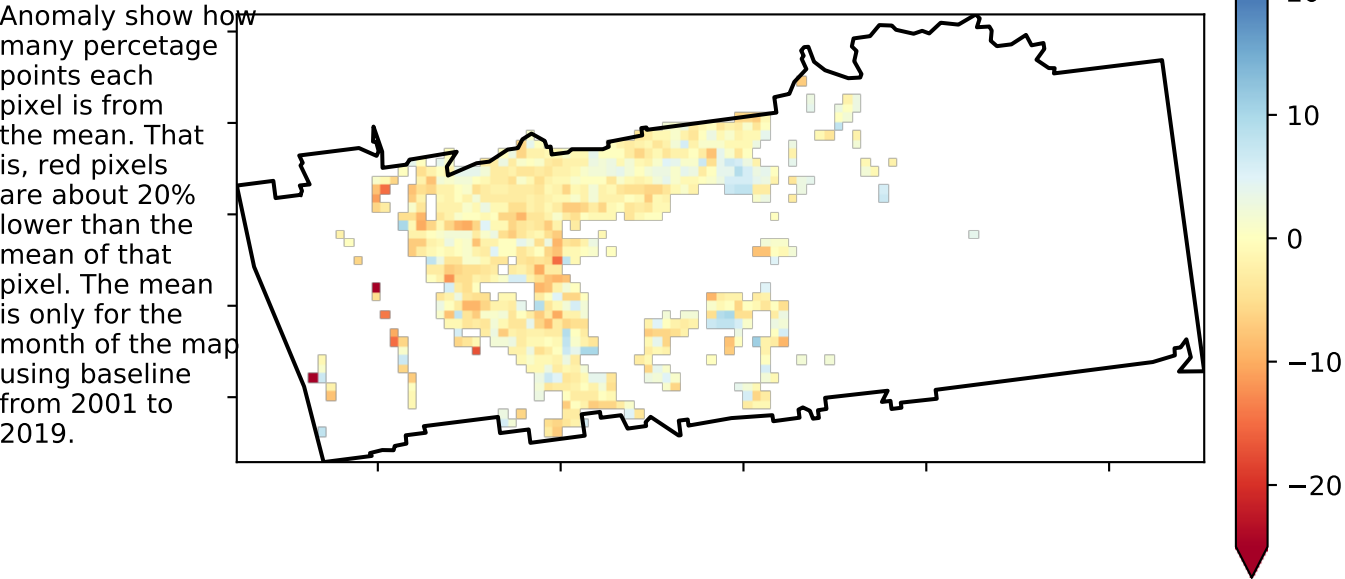 Anomaly show how
many percetage
points each
pixel is from
the mean. That
is, red pixels
are about 20%
lower than the
mean of that
pixel. The mean
is only for the
month of the map
using baseline
from 2001 to
2019.
10
0
−10
−20